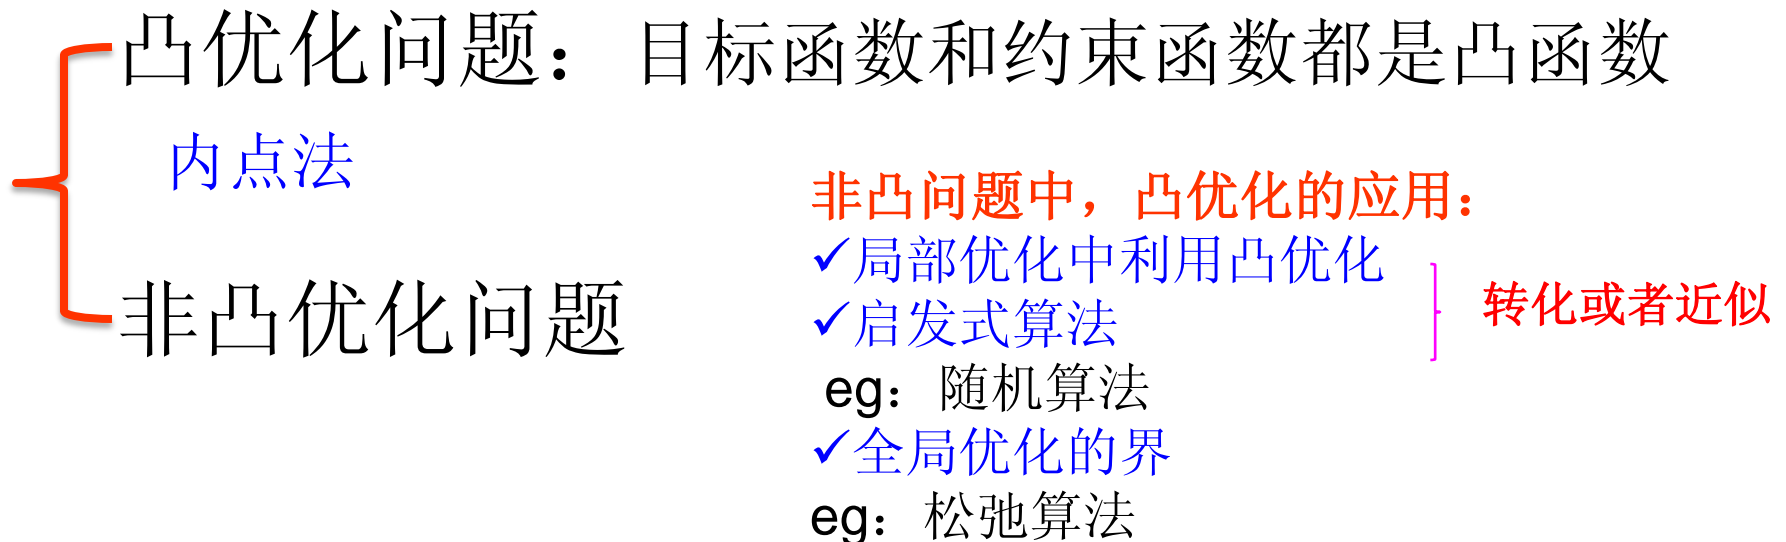 凸优化问题：目标函数和约束函数都是凸函数
内点法
非凸优化问题
非凸问题中，凸优化的应用：
✓局部优化中利用凸优化
✓启发式算法
eg：随机算法
✓全局优化的界
eg：松弛算法
转化或者近似